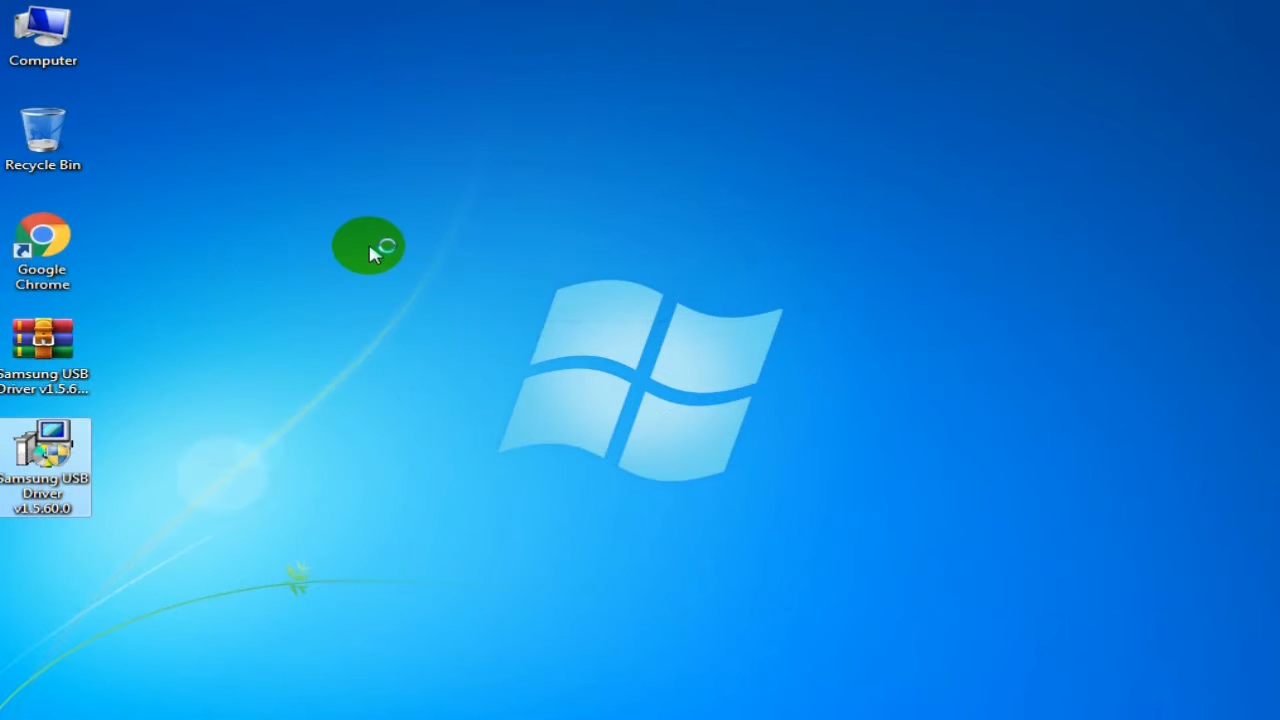 Computer
Recycle Bin
Google
Chrome
Samsung USB
Driver v1.5.6...
Samsung USB
Driver
v1.5.60.0